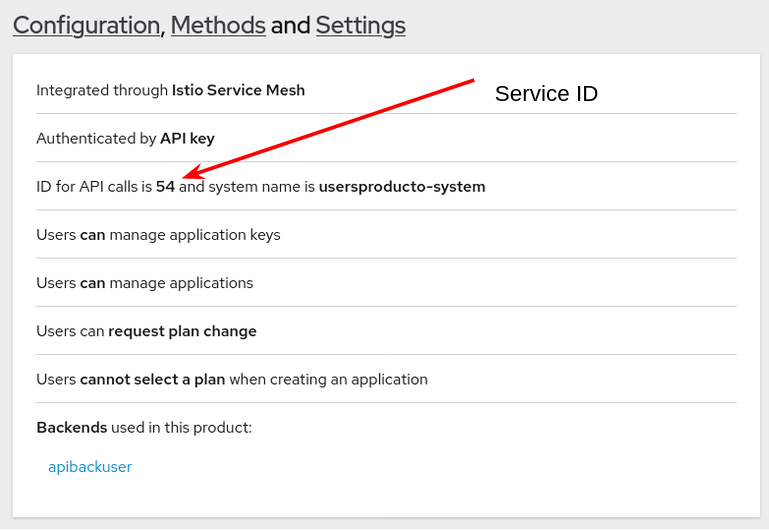 Configuration, Methods and Settings
Integrated through Istio Service Mesh
Service ID
Authenticated by API key
ID for API calls is 54 and system name is usersproducto-system
Users can manage application keys
Users can manage applications
Users can request plan change
Users cannot select a plan when creating an application
Backends used in this product:
apibackuser